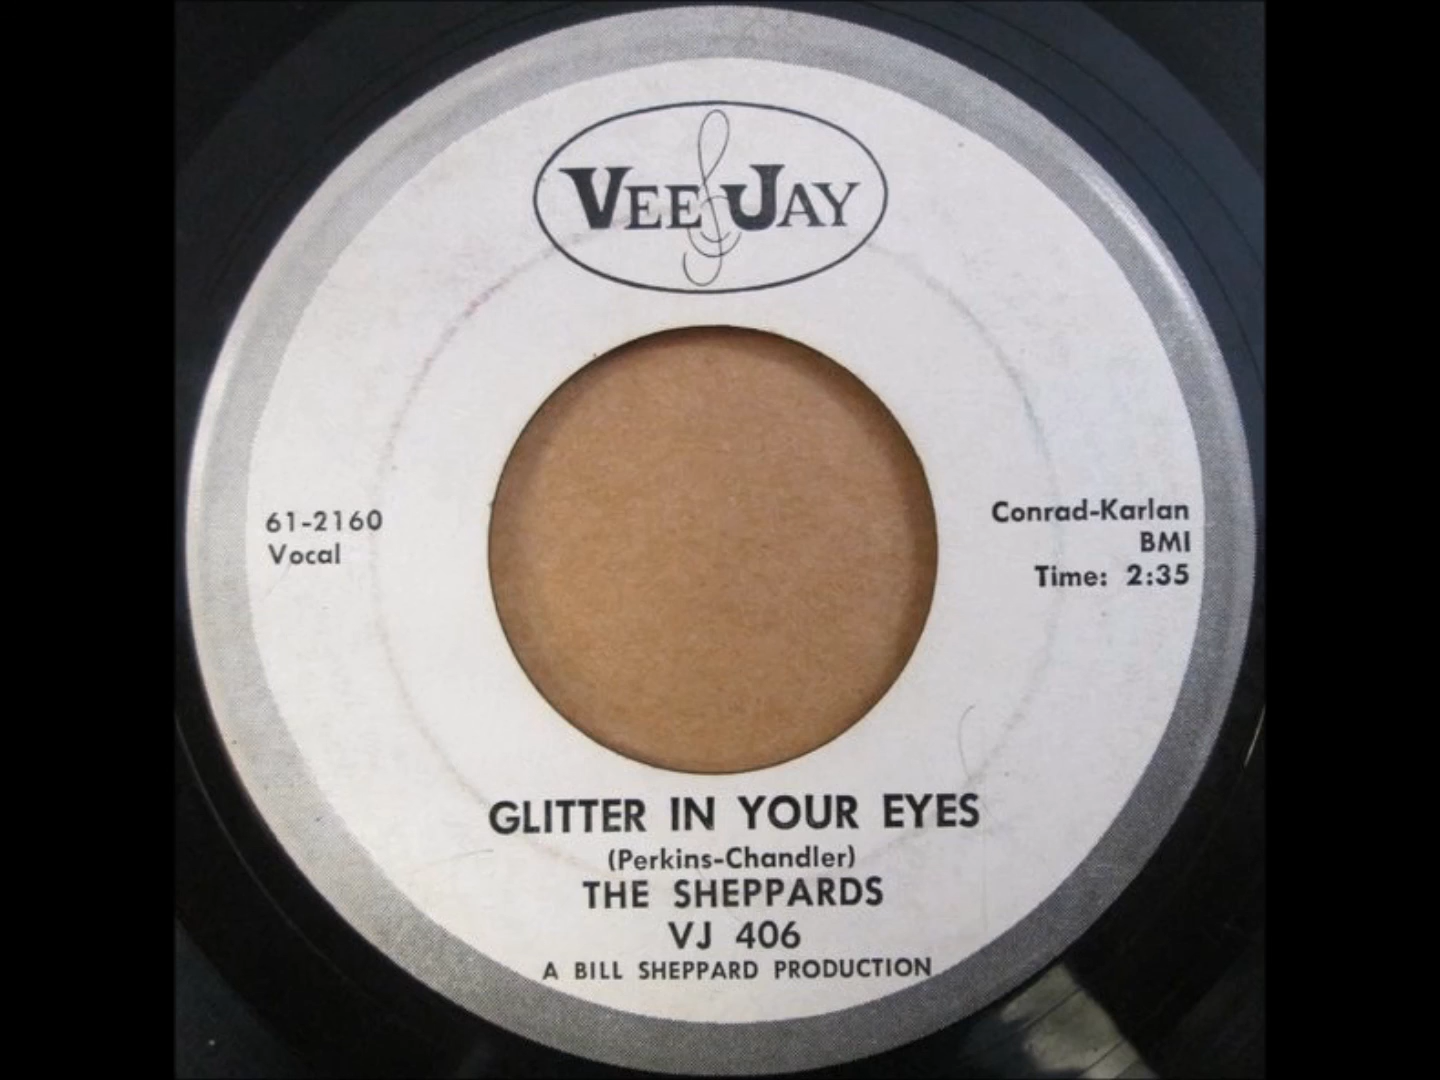 VEE JAY
61-2160
Vocal
Conrad-Karlan
BMI
Time: 2:35
GLITTER IN YOUR EYES
(Perkins-Chandler)
THE SHEPPARDS
VJ 406
A BILL SHEPPARD PRODUCTION